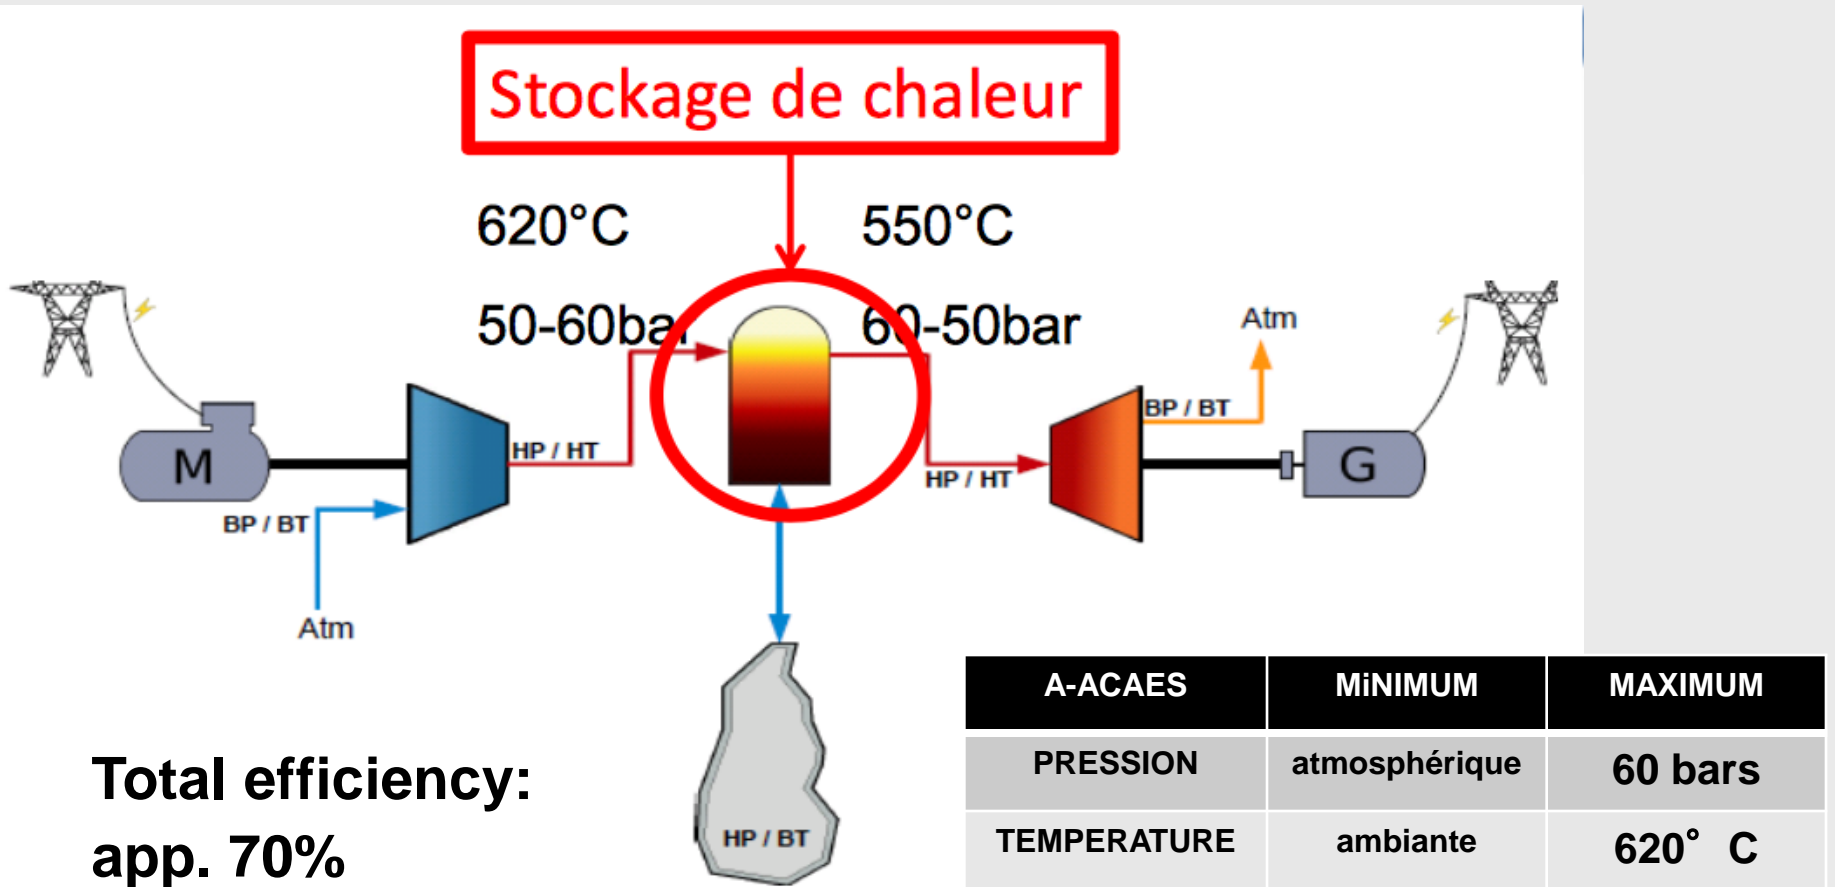 Stockage de chaleur
620°C
550°C
50-60bar
60-50bar
Atm
BP / BT
M
HP / HT
HP / HT
G
BP / BT
Atm
A-ACAES MiNIMUM MAXIMUM
PRESSION atmosphérique 60 bars
TEMPERATURE ambiante 620° C
Total efficiency:
app. 70%
HP / BT